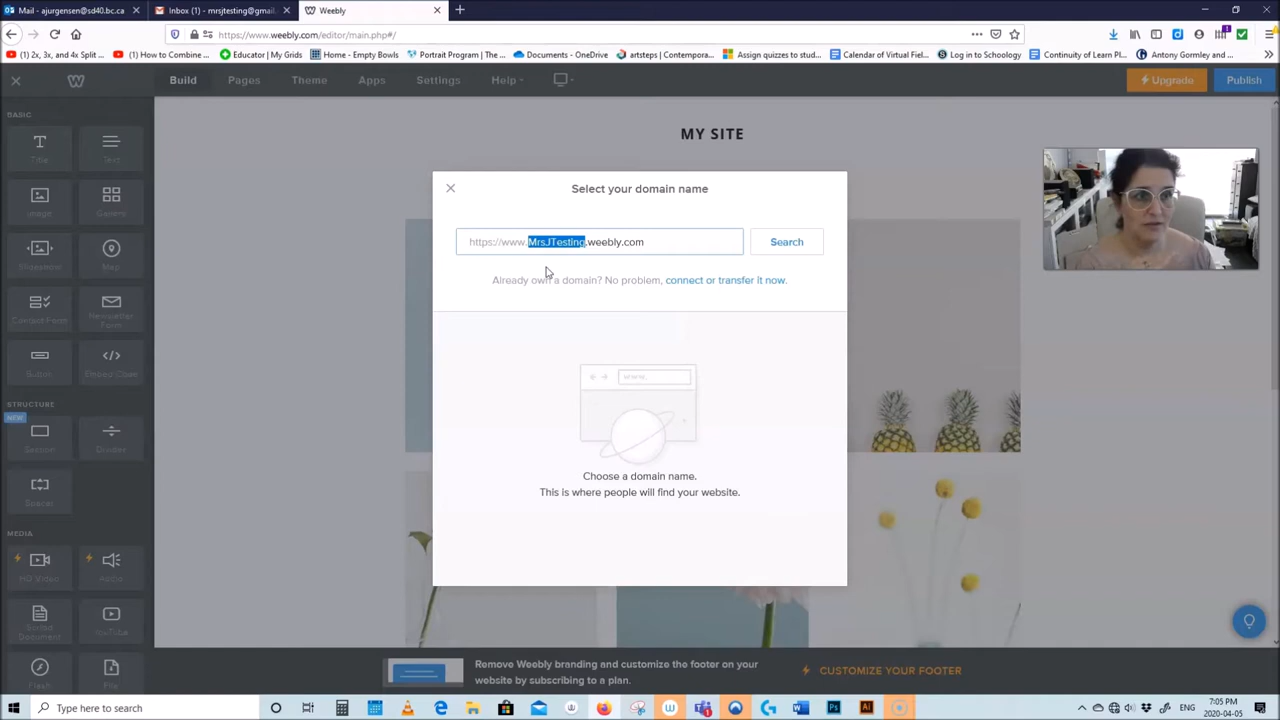 Mail - ajurgensen@sd40.bc.ca
Inbox (1) - mrsjtesting@gmail.
Weebly
https://www.weebly.com/editor/main.php#/
(1) 2x, 3x, and 4x Split ...
(1) How to Combine ...
Educator | My Grids
Home - Empty Bowls
Portrait Program | The ...
Documents - OneDrive
artsteps | Contempora...
Assign quizzes to stud...
Calendar of Virtual Fiel...
Log in to Schoology
Continuity of Learn Pl...
Antony Gormley and ...
Build
Pages
Theme
Apps
Settings
Help
Upgrade
Publish
BASIC
Title
Text
Image
Gallery
Slideshow
Map
Contact Form
Newsletter
Form
Button
Embed Code
STRUCTURE
NEW
Section
Divider
Spacer
MEDIA
HD Video
Audio
Scribd
Document
YouTube
Flash
File
MY SITE
Select your domain name
https://www.MrsJTesting.weebly.com
Search
Already own a domain? No problem, connect or transfer it now.
Choose a domain name.
This is where people will find your website.
Remove Weebly branding and customize the footer on your
website by subscribing to a plan.
CUSTOMIZE YOUR FOOTER
Type here to search
ENG
7:05 PM
2020-04-05